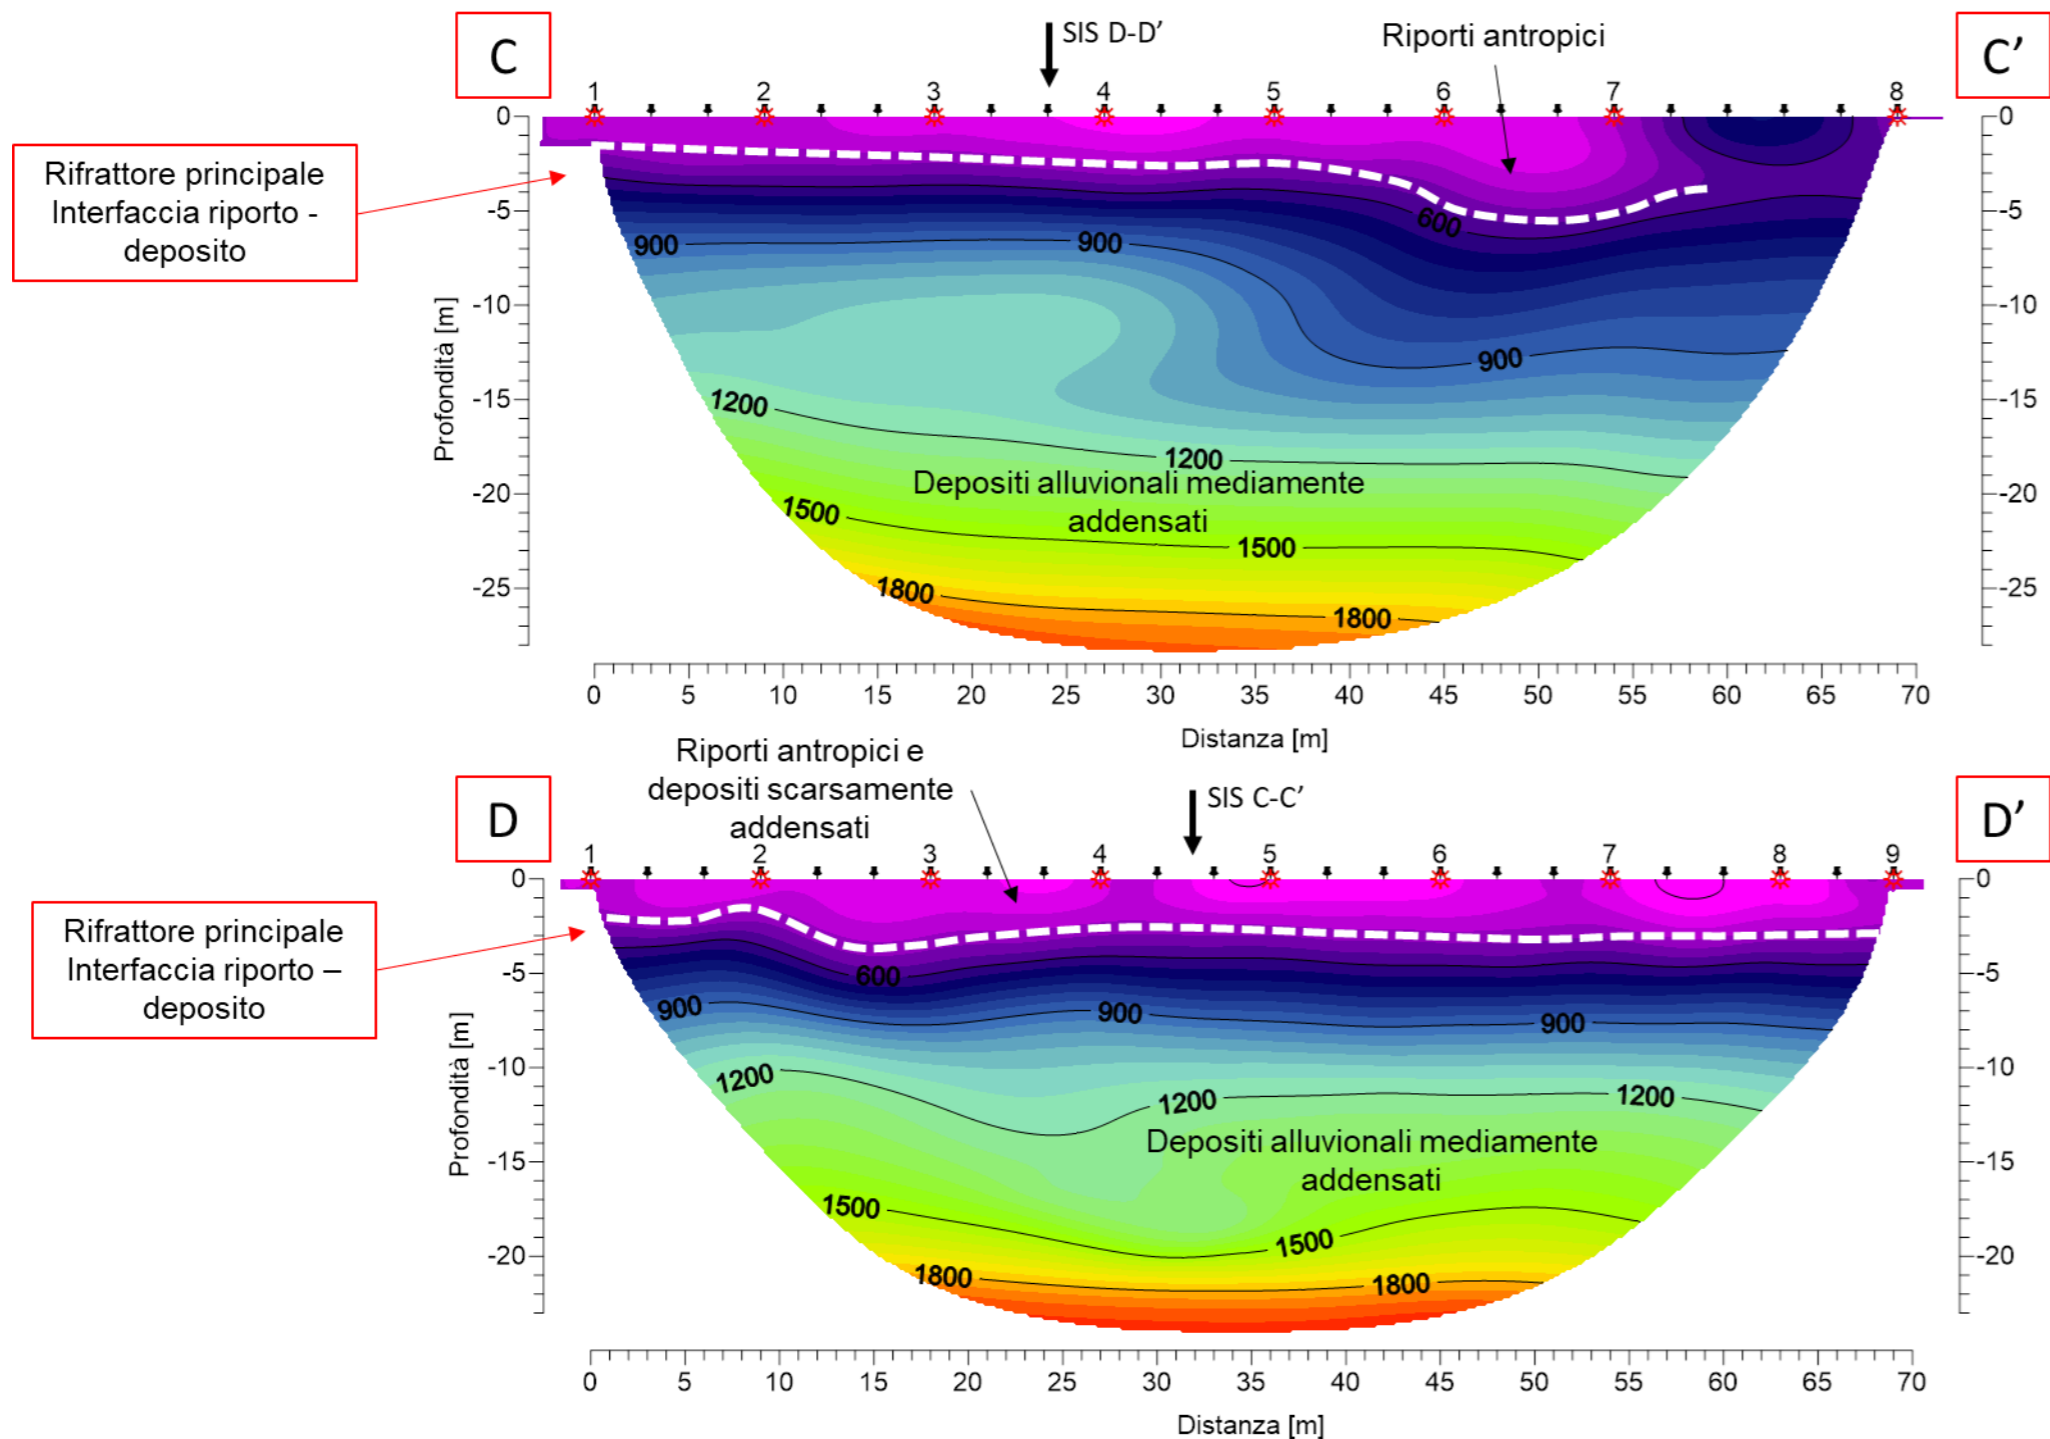 C
SIS D-D’
Riporti antropici
C’
1 2 3 4 5 6 7 8
Rifrattore principale
Interfaccia riporto -
deposito
Profondità [m]
0
-5
-10
-15
-20
-25
600
900 900
900
1200
1200
Depositi alluvionali mediamente
addensati
1500
1500
1800
1800
0
-5
-10
-15
-20
-25
0 5 10 15 20 25 30 35 40 45 50 55 60 65 70
Distanza [m]
Riporti antropici e
depositi scarsamente
addensati
D
SIS C-C’
D’
1 2 3 4 5 6 7 8 9
Rifrattore principale
Interfaccia riporto –
deposito
Profondità [m]
0
-5
-10
-15
-20
600
900 900 900
1200 1200 1200
Depositi alluvionali mediamente
addensati
1500 1500
1800 1800
0
-5
-10
-15
-20
0 5 10 15 20 25 30 35 40 45 50 55 60 65 70
Distanza [m]